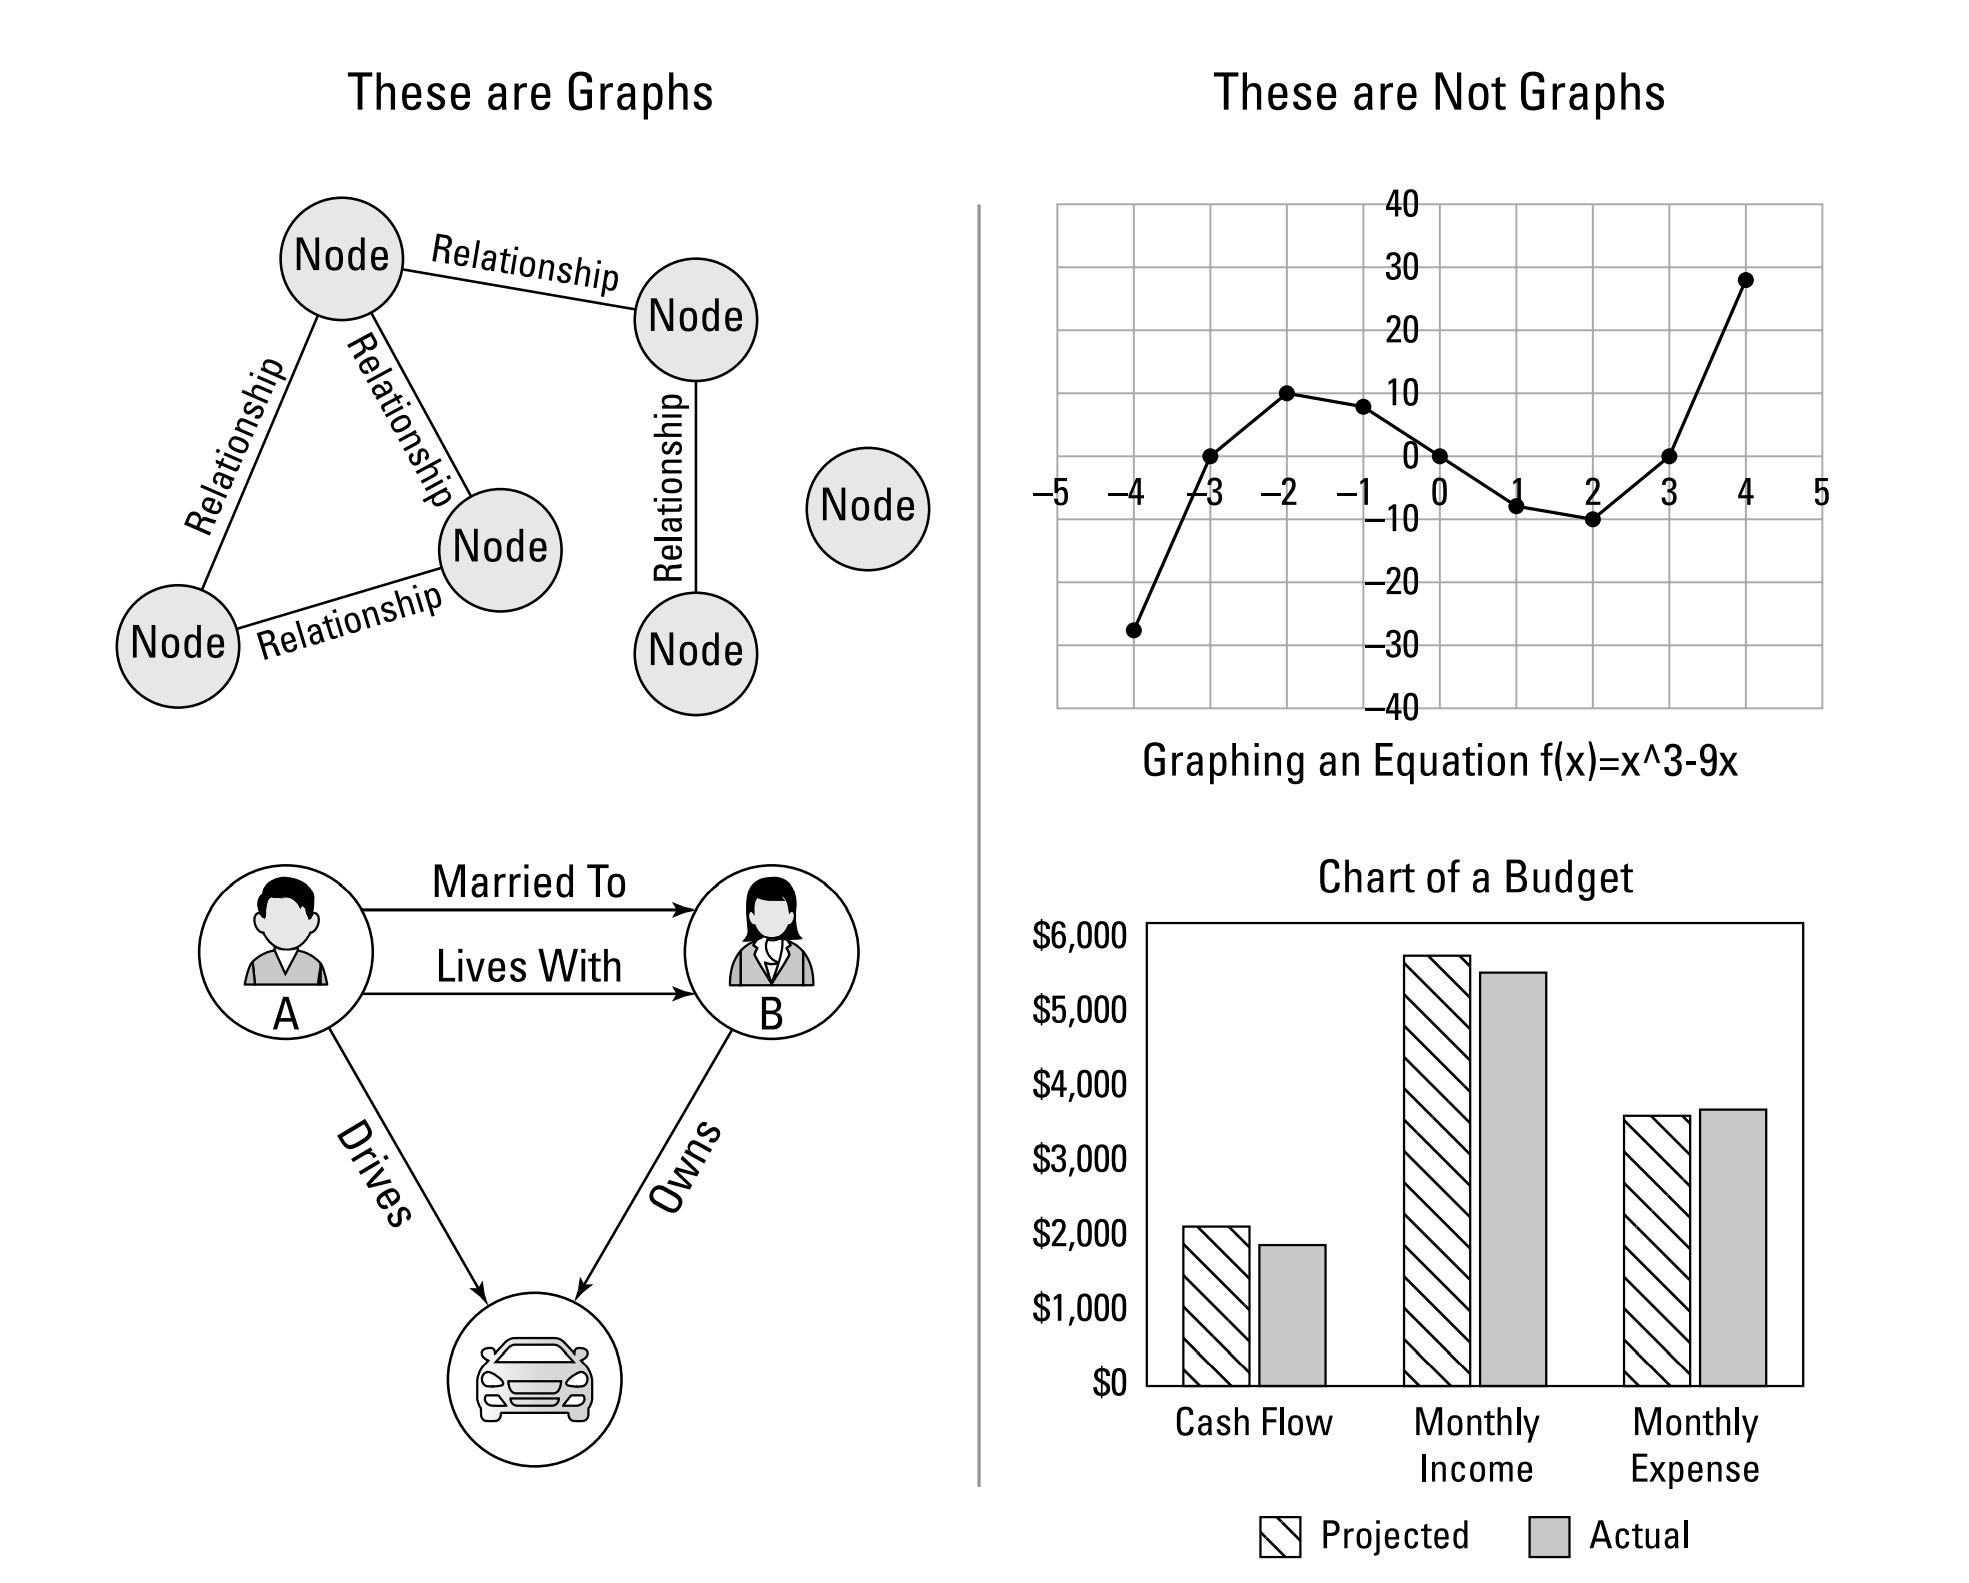 These are Graphs
Node
Relationship
Node
Relationship
Relationship
Relationship
Node
Node
Relationship
Node
Node
Married To
Lives With
A
B
Drives
Owns
These are Not Graphs
40
30
20
10
0
–5 –4 –3 –2 –1 0 1 2 3 4 5
–10
–20
–30
–40
Graphing an Equation f(x)=x^3-9x
Chart of a Budget
$6,000
$5,000
$4,000
$3,000
$2,000
$1,000
$0
Cash Flow
Monthly
Income
Monthly
Expense
Projected
Actual